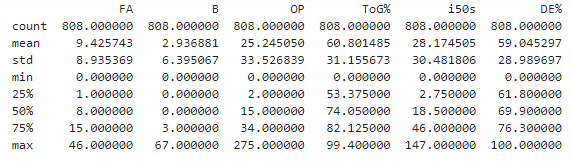 FA B OP ToG% i50s DE%
count 808.000000 808.000000 808.000000 808.000000 808.000000 808.000000
mean 9.425743 2.936881 25.245050 60.801485 28.174505 59.045297
std 8.935369 6.395067 33.526839 31.155673 30.481806 28.989697
min 0.000000 0.000000 0.000000 0.000000 0.000000 0.000000
25% 1.000000 0.000000 2.000000 53.375000 2.750000 61.800000
50% 8.000000 0.000000 15.000000 74.050000 18.500000 69.900000
75% 15.000000 3.000000 34.000000 82.125000 46.000000 76.300000
max 46.000000 67.000000 275.000000 99.400000 147.000000 100.000000